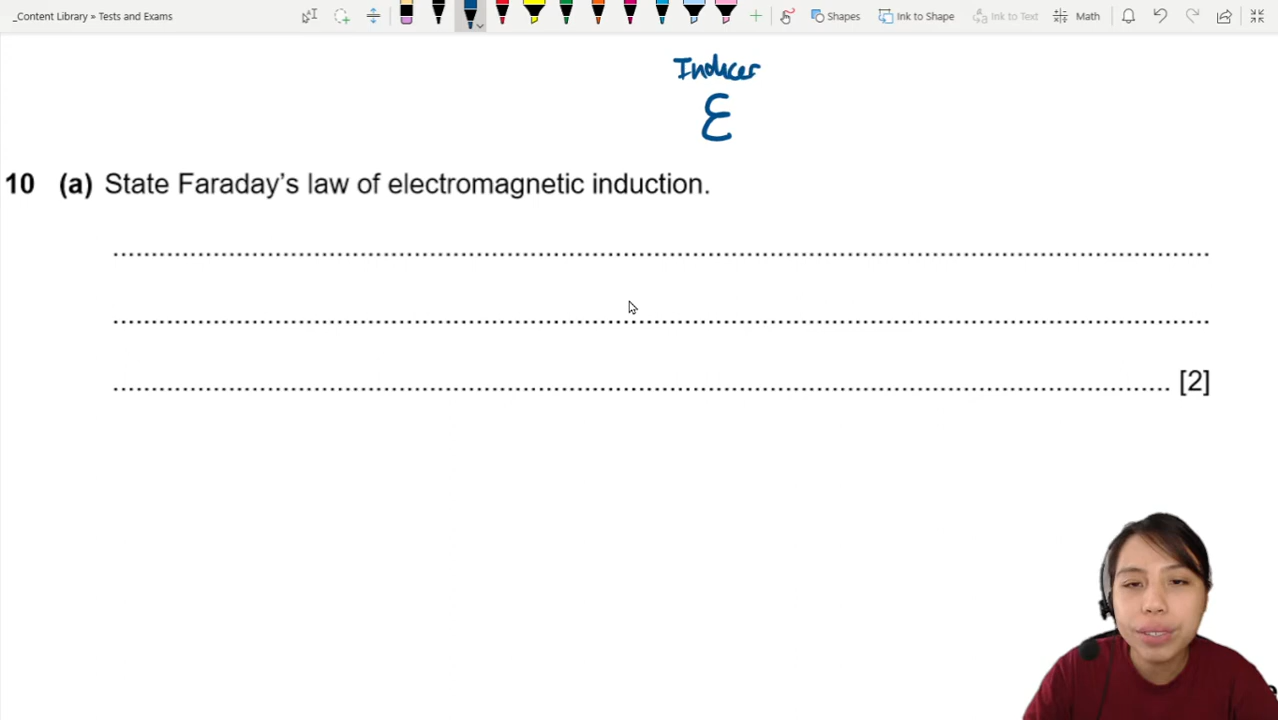 _Content Library » Tests and Exams
Shapes
Ink to Shape
Ink to Text
Math
Inducer
ε
10 (a) State Faraday's law of electromagnetic induction.
....................................................................................................
....................................................................................................
.................................................................................................... [2]